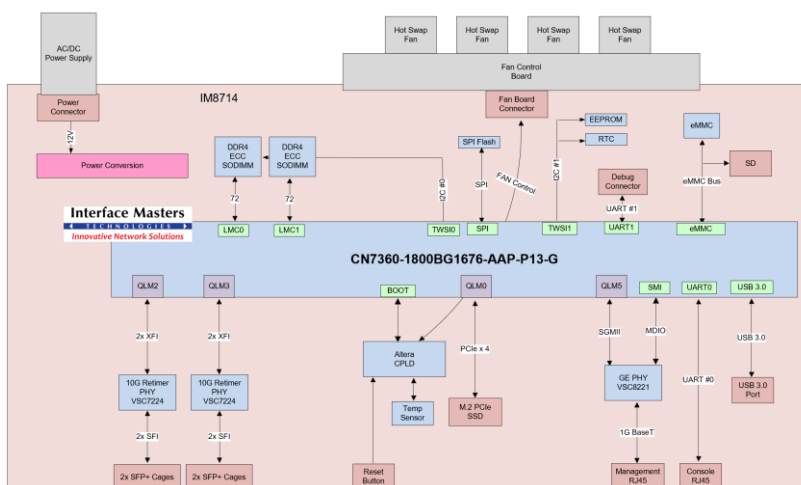 AC/DC
Power Supply
Hot Swap
Fan
Hot Swap
Fan
Hot Swap
Fan
Hot Swap
Fan
Fan Control
Board
IM8714
Power
Connector
Fan Board
Connector
12V
Power Conversion
DDR4
ECC
SODIMM
DDR4
ECC
SODIMM
SPI Flash
EEPROM
RTC
eMMC
SD
Debug
Connector
72
72
I2C #0
SPI
FAN Control
I2C #1
UART #1
eMMC Bus
Interface Masters
TECHNOLOGIES
Innovative Network Solutions
LMC0
LMC1
TWSI0
SPI
TWSI1
UART1
eMMC
CN7360-1800BG1676-AAP-P13-G
QLM2
QLM3
BOOT
QLM0
QLM5
SMI
UART0
USB 3.0
2x XFI
2x XFI
PCIe x 4
SGMII
MDIO
UART #0
USB 3.0
Altera
CPLD
10G Retimer
PHY
VSC7224
10G Retimer
PHY
VSC7224
Temp
Sensor
M.2 PCIe
SSD
GE PHY
VSC8221
USB 3.0
Port
2x SFI
2x SFI
1G BaseT
2x SFP+ Cages
2x SFP+ Cages
Reset
Button
Management
RJ45
Console
RJ45